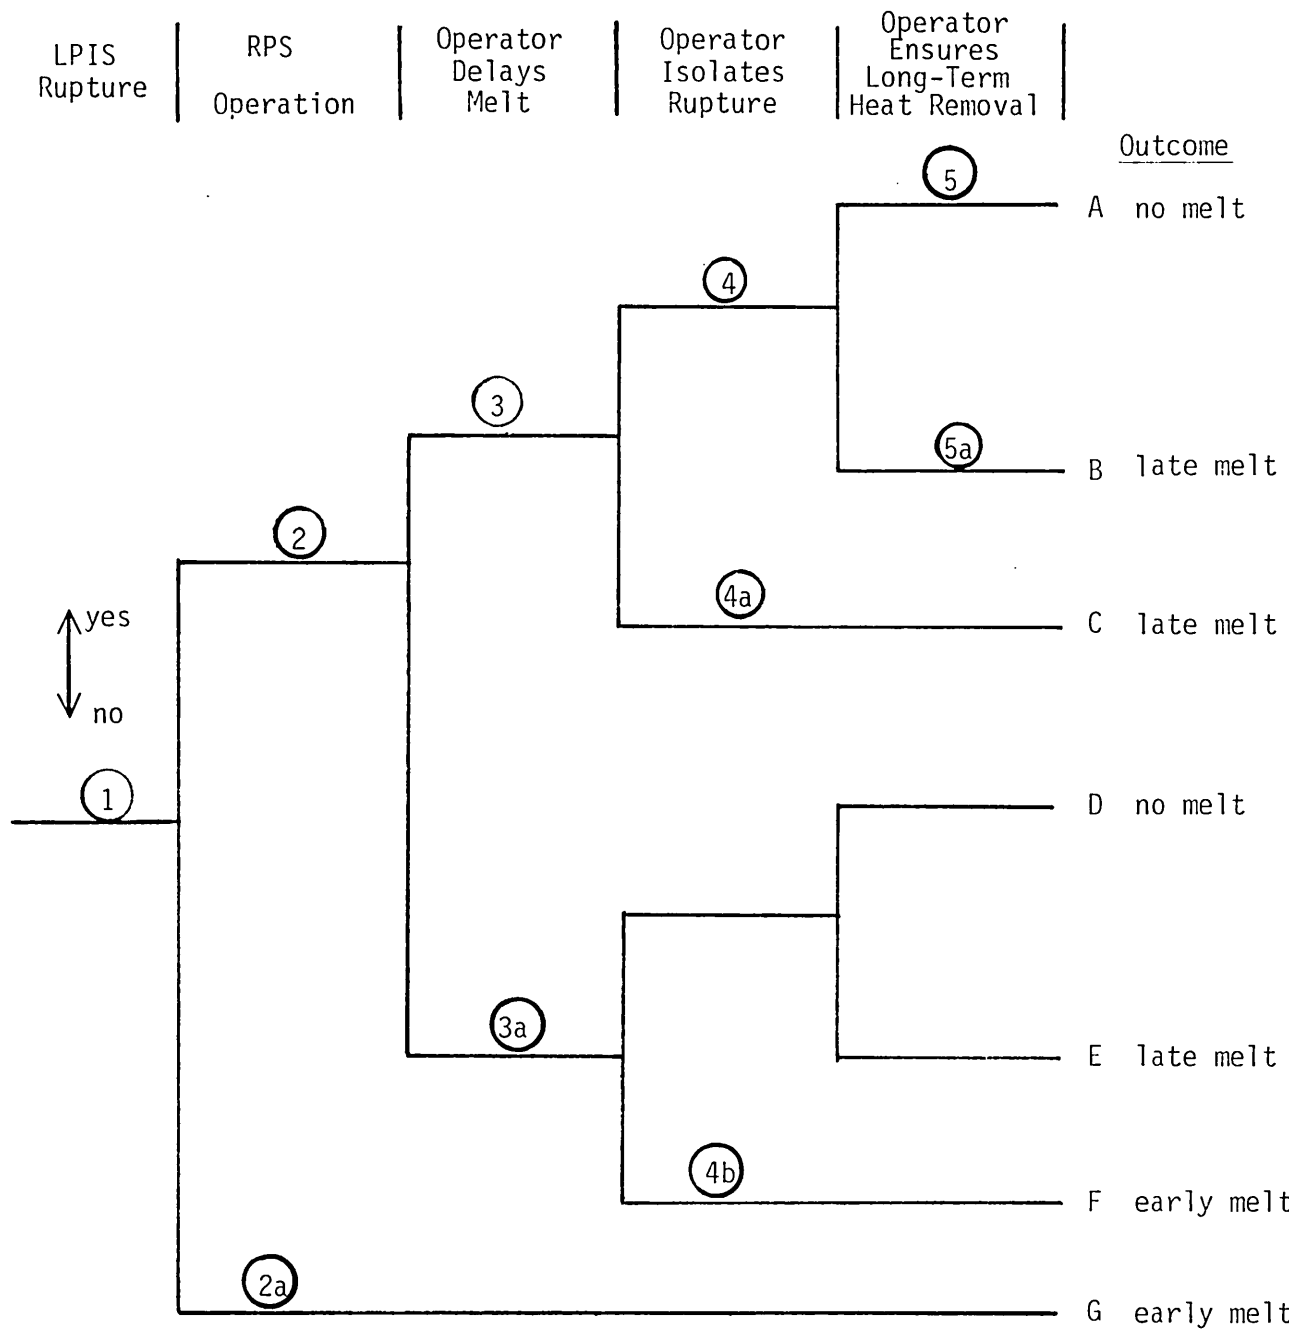 LPIS
Rupture
RPS
Operation
Operator
Delays
Melt
Operator
Isolates
Rupture
Operator
Ensures
Long-Term
Heat Removal
Outcome
5
A no melt
4
3
5a
B late melt
2
4a
C late melt
yes
no
1
D no melt
3a
E late melt
4b
F early melt
2a
G early melt